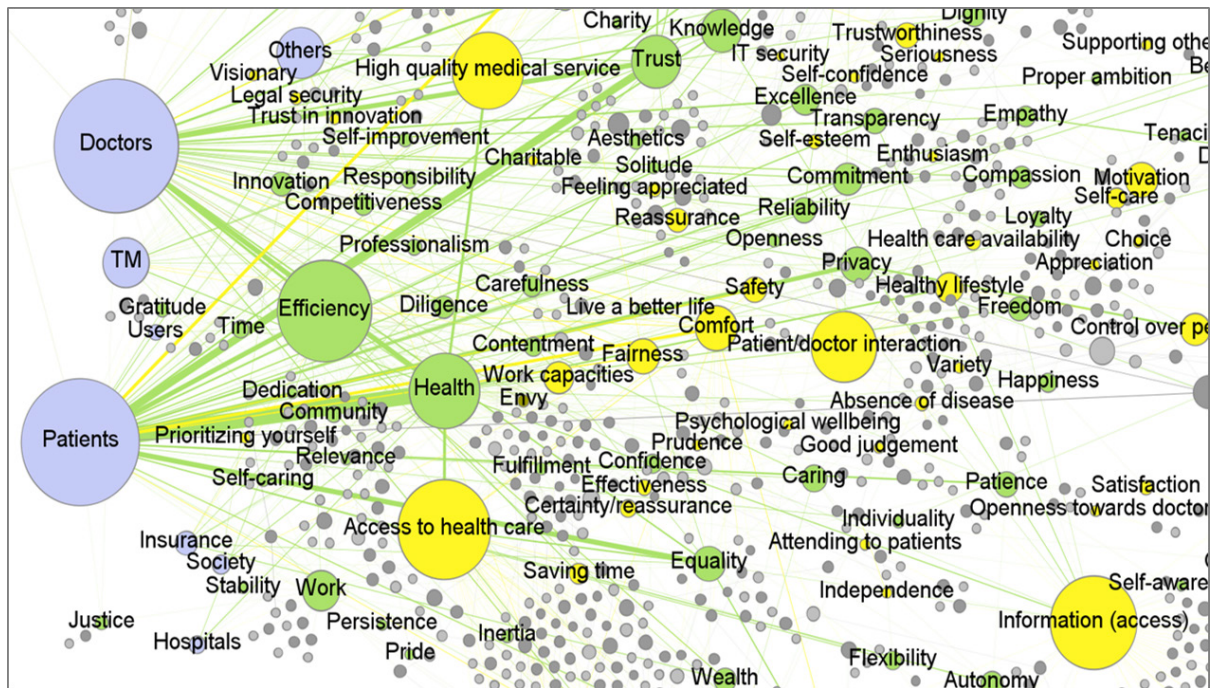 Charity
Knowledge
Dignity
Others
Trust
Trustworthiness
IT security
Seriousness
Supporting othe
Visionary
High quality medical service
Self-confidence
Proper ambition
Be
Legal security
Excellence
Trust in innovation
Transparency
Empathy
Doctors
Self-improvement
Aesthetics
Self-esteem
Tenaci
Charitable
Solitude
Enthusiasm
D
Innovation
Responsibility
Feeling appreciated
Commitment
Compassion
Motivation
Competitiveness
Reassurance
Reliability
Self-care
Loyalty
Professionalism
Openness
Health care availability
Choice
TM
Privacy
Appreciation
Carefulness
Safety
Healthy lifestyle
Gratitude
Efficiency
Diligence
Live a better life
Freedom
Users
Time
Comfort
Control over pe
Contentment
Fairness
Patient/doctor interaction
Work capacities
Variety
Dedication
Health
Envy
Absence of disease
Happiness
Community
Psychological wellbeing
Patients
Prioritizing yourself
Prudence
Good judgement
Relevance
Fulfillment
Confidence
Self-caring
Effectiveness
Caring
Patience
Satisfaction
Certainty/reassurance
Openness towards doctor
Access to health care
Individuality
Insurance
Attending to patients
Society
Equality
Stability
Work
Saving time
Independence
Self-aware
Justice
Persistence
Information (access)
Hospitals
Pride
Inertia
Flexibility
Wealth
Autonomy